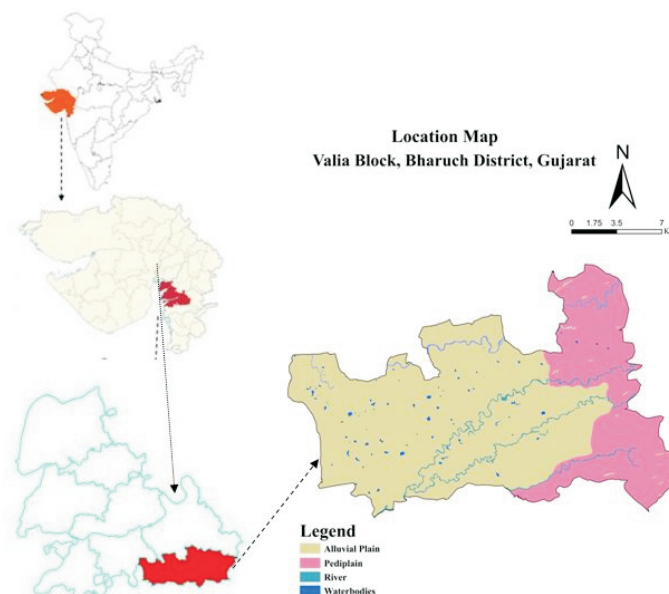 Location Map
Valia Block, Bharuch District, Gujarat
N
0 1.75 3.5 7
K
Legend
Alluvial Plain
Pediplain
River
Waterbodies